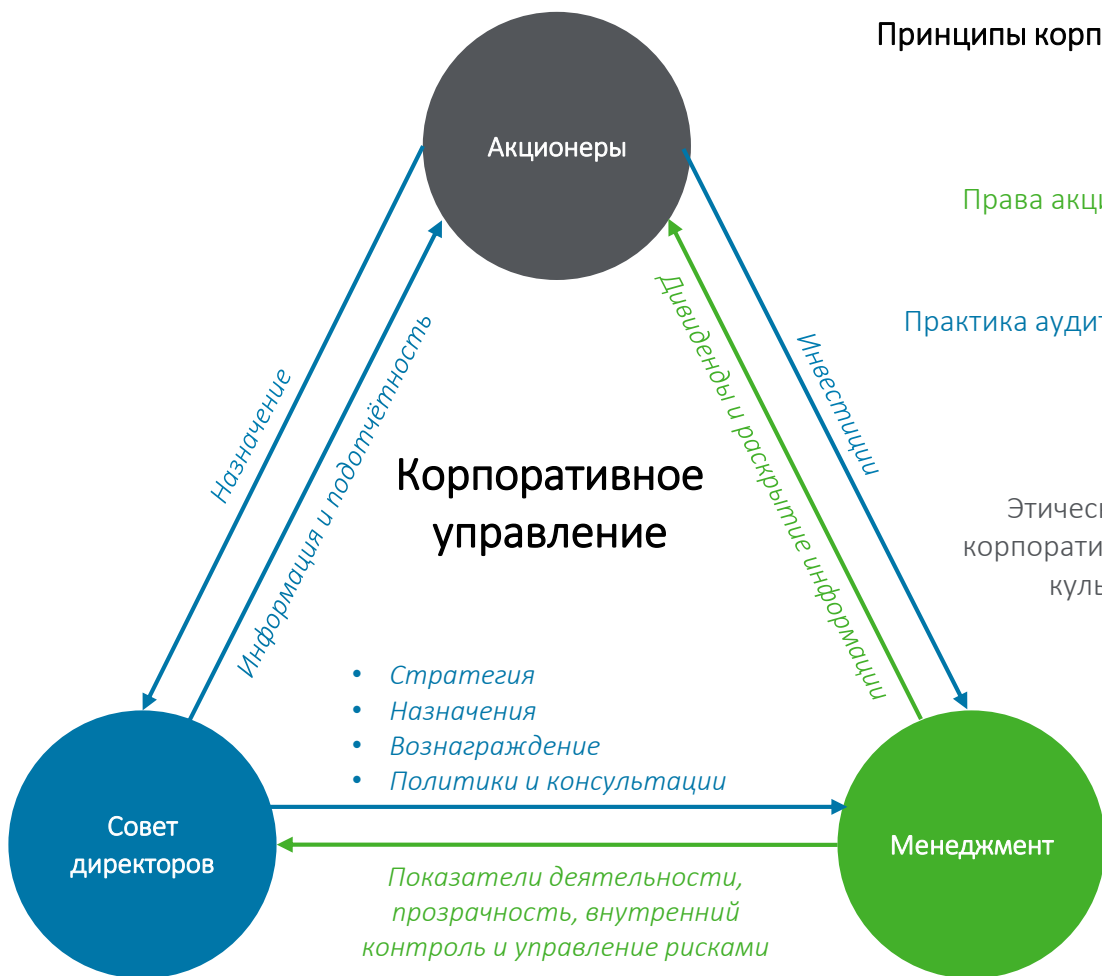 Принципы корп
Акционеры
Права акци
Практика аудит
Назначение
Информация и подотчётность
Дивиденды и раскрытие информации
Инвестиции
Корпоративное
управление
Этическ
корпорати
куль
• Стратегия
• Назначения
• Вознаграждение
• Политики и консультации
Совет
директоров
Менеджмент
Показатели деятельности,
прозрачность, внутренний
контроль и управление рисками